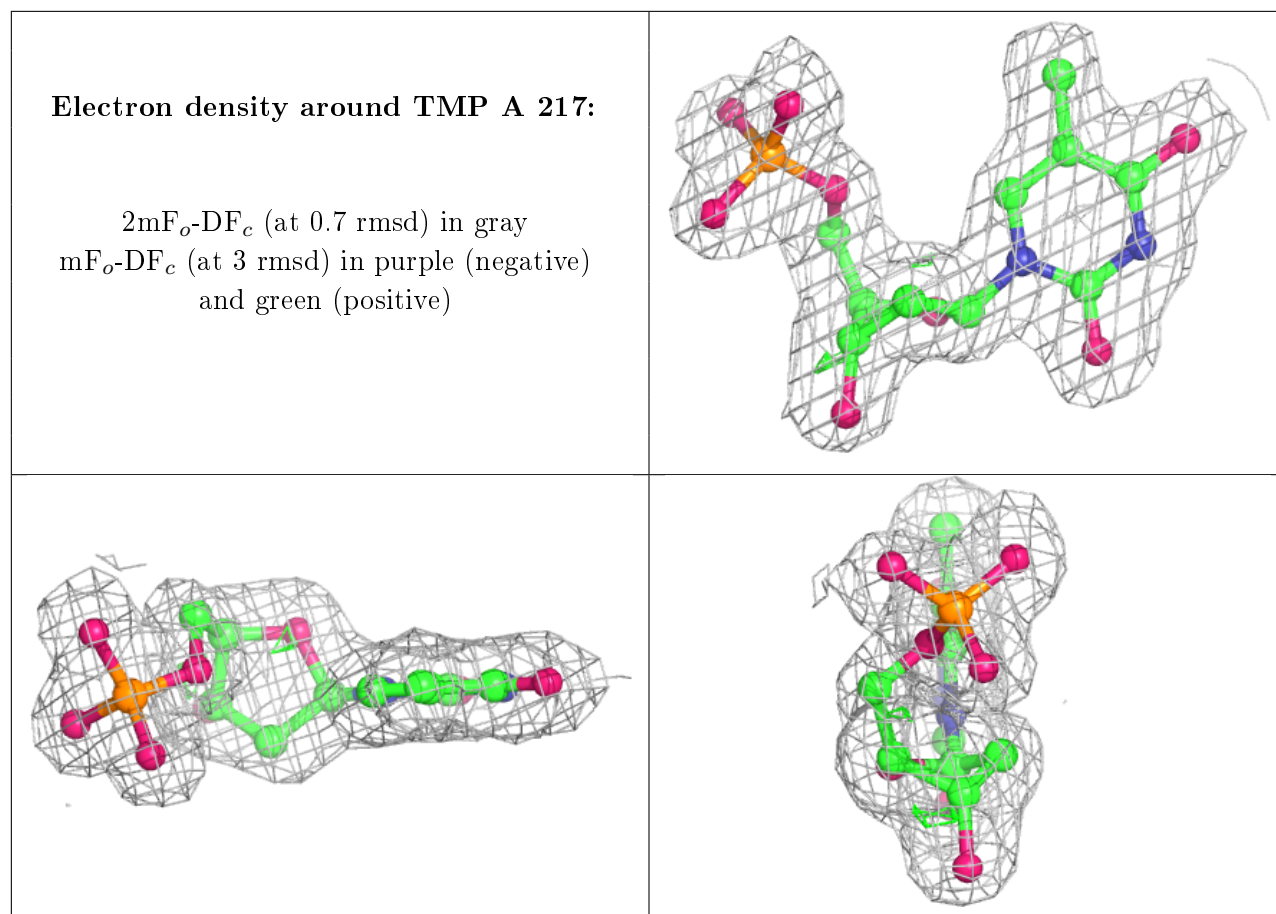 Electron density around TMP A 217:
2mFₒ-DF𝒸 (at 0.7 rmsd) in gray
mFₒ-DF𝒸 (at 3 rmsd) in purple (negative)
and green (positive)